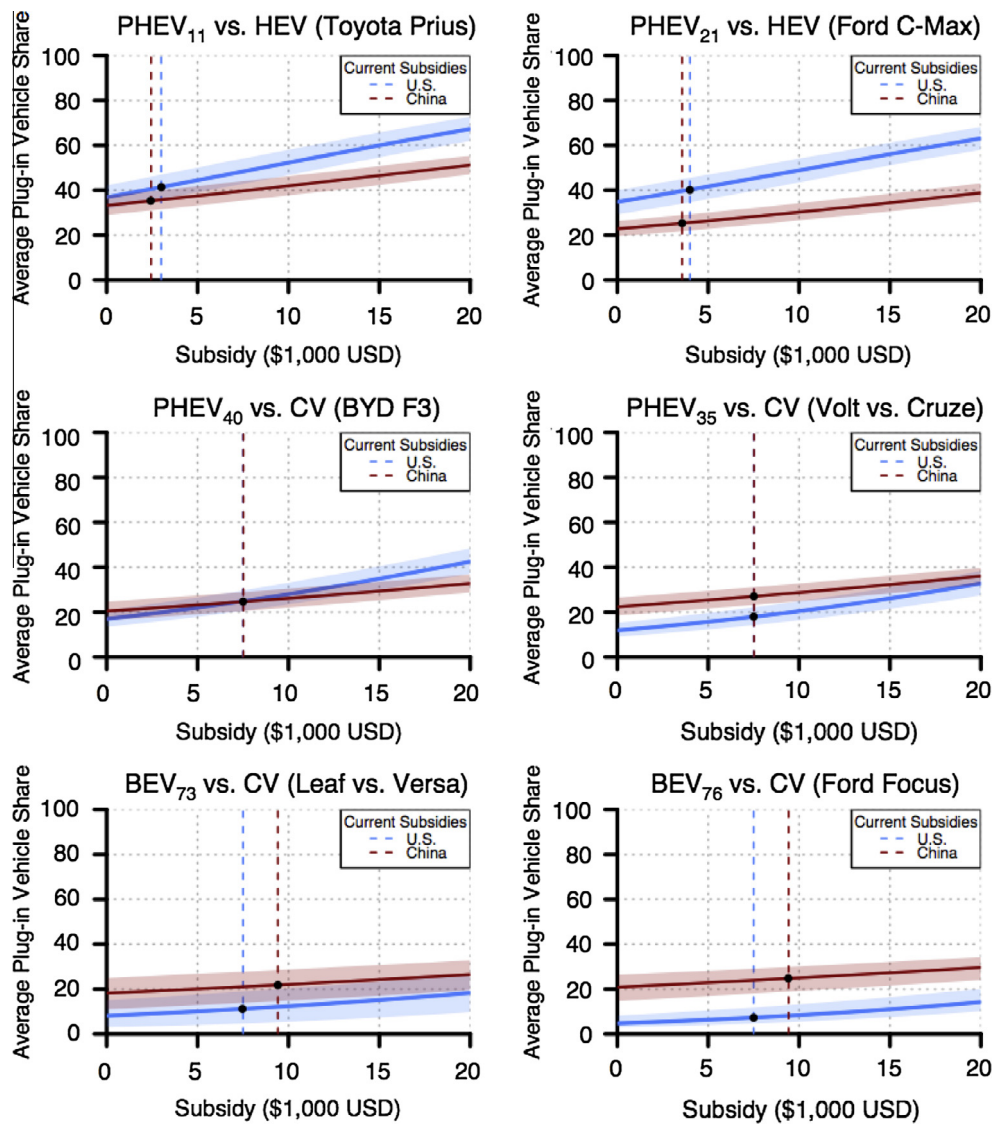 PHEV11 vs. HEV (Toyota Prius)
Average Plug-in Vehicle Share
100
80
60
40
20
0
Current Subsidies
U.S.
China
0 5 10 15 20
Subsidy ($1,000 USD)
PHEV21 vs. HEV (Ford C-Max)
Average Plug-in Vehicle Share
100
80
60
40
20
0
Current Subsidies
U.S.
China
0 5 10 15 20
Subsidy ($1,000 USD)
PHEV40 vs. CV (BYD F3)
Average Plug-in Vehicle Share
100
80
60
40
20
0
Current Subsidies
U.S.
China
0 5 10 15 20
Subsidy ($1,000 USD)
PHEV35 vs. CV (Volt vs. Cruze)
Average Plug-in Vehicle Share
100
80
60
40
20
0
Current Subsidies
U.S.
China
0 5 10 15 20
Subsidy ($1,000 USD)
BEV73 vs. CV (Leaf vs. Versa)
Average Plug-in Vehicle Share
100
80
60
40
20
0
Current Subsidies
U.S.
China
0 5 10 15 20
Subsidy ($1,000 USD)
BEV76 vs. CV (Ford Focus)
Average Plug-in Vehicle Share
100
80
60
40
20
0
Current Subsidies
U.S.
China
0 5 10 15 20
Subsidy ($1,000 USD)